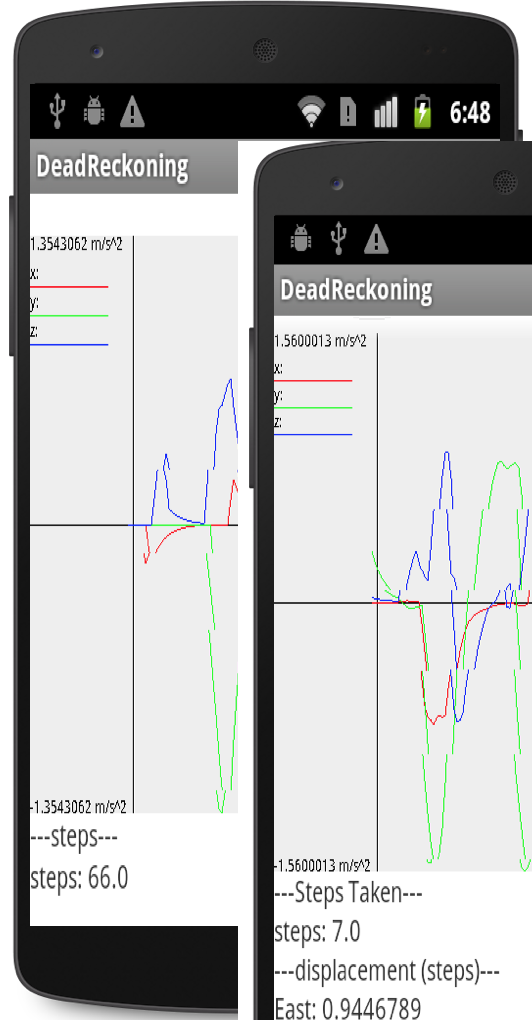 6:48
DeadReckoning
1.3543062 m/s^2
x:
y:
z:
-1.3543062 m/s^2
---steps---
steps: 66.0
DeadReckoning
1.5600013 m/s^2
x:
y:
z:
-1.5600013 m/s^2
---Steps Taken---
steps: 7.0
---displacement (steps)---
East: 0.9446789